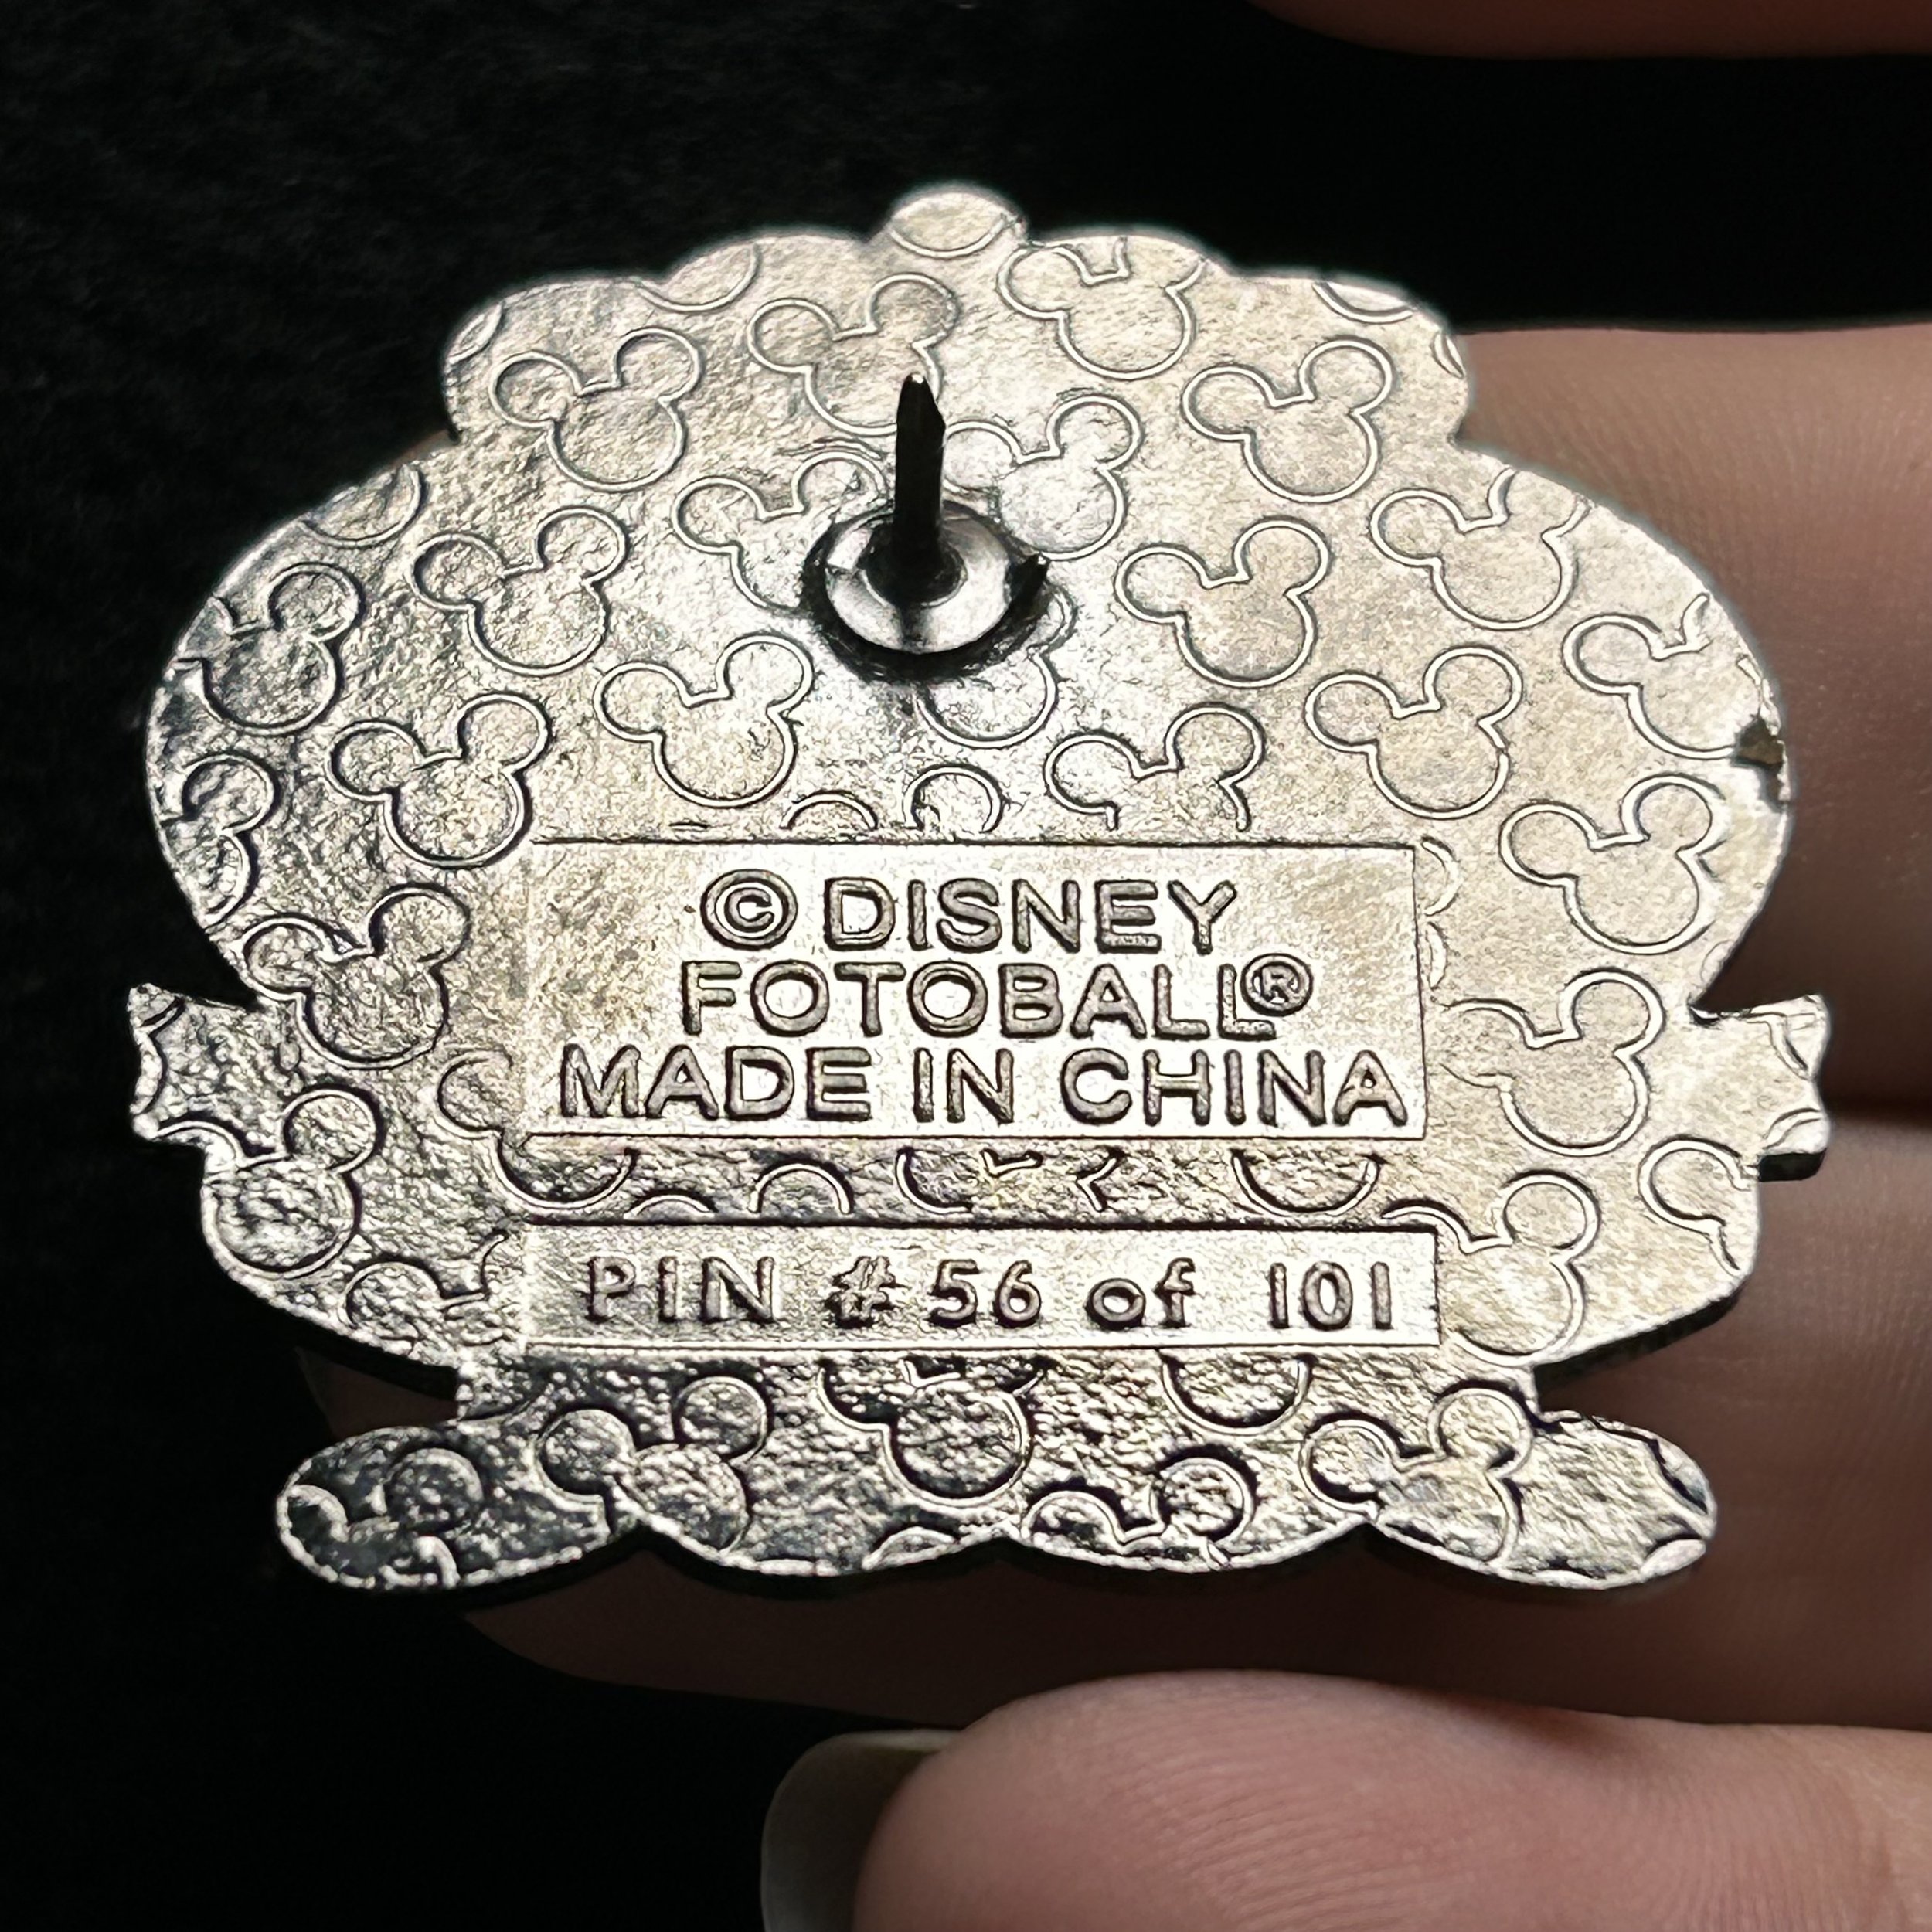 © DISNEY
FOTOBALL®
MADE IN CHINA
PIN # 56 of 101